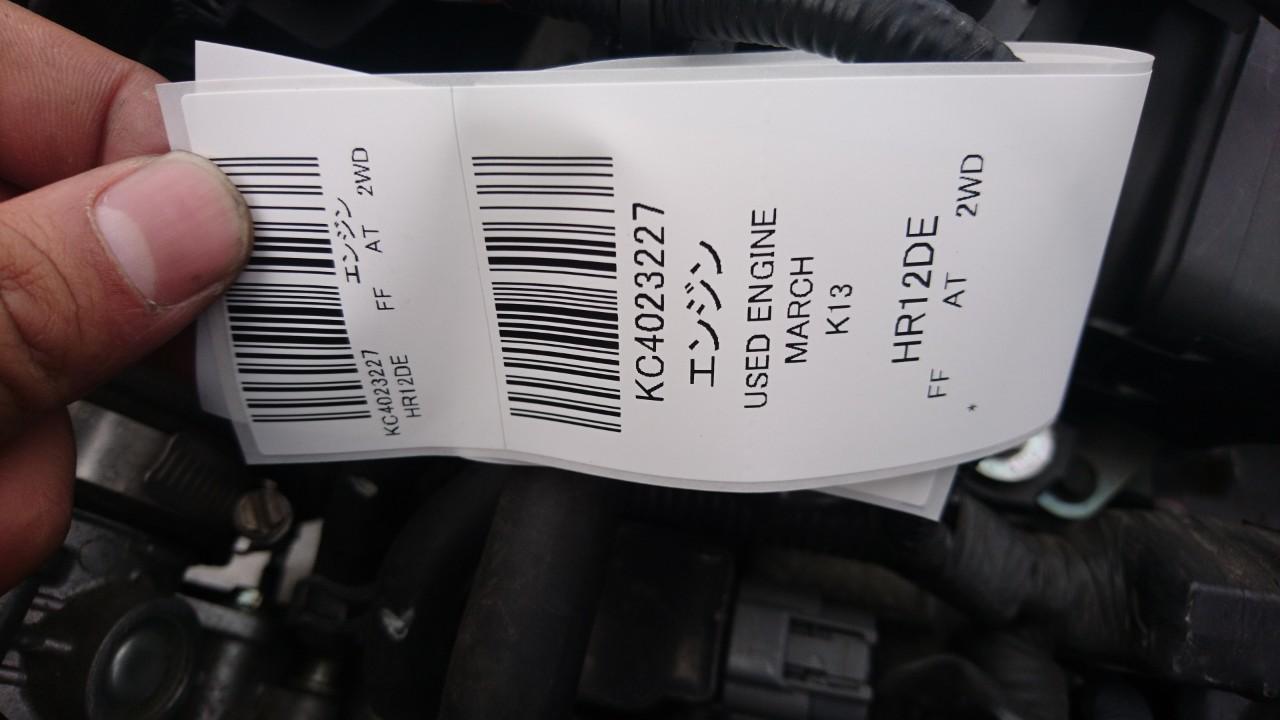 エンジン
FF AT 2WD
KC4023227
HR12DE
KC4023227
エンジン
USED ENGINE
MARCH
K13
HR12DE
FF AT 2WD
*